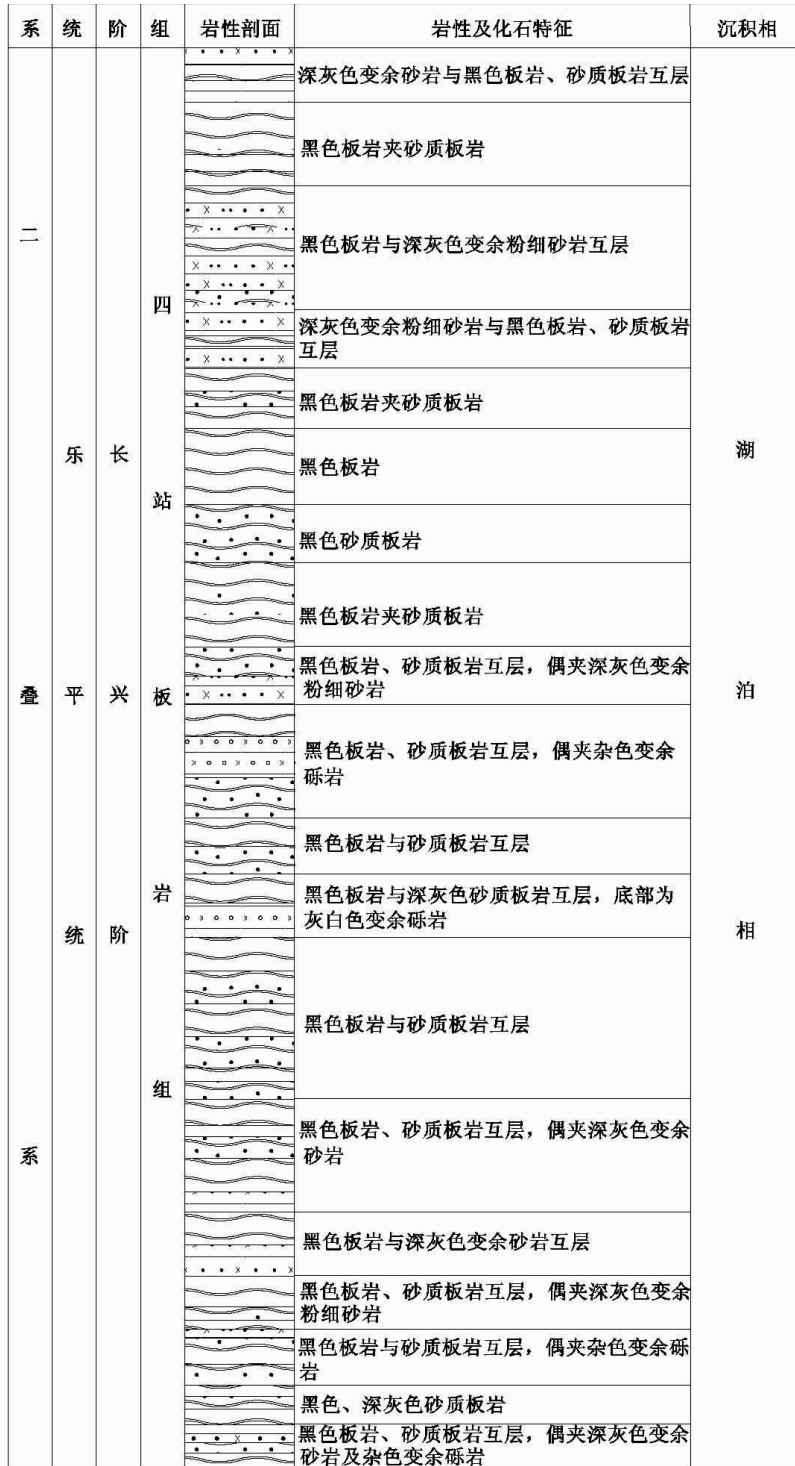 系 统 阶 组 岩性剖面 岩性及化石特征 沉积相
深灰色变余砂岩与黑色板岩、砂质板岩互层
黑色板岩夹砂质板岩
二
黑色板岩与深灰色变余粉细砂岩互层
四
深灰色变余粉细砂岩与黑色板岩、砂质板岩
互层
黑色板岩夹砂质板岩
乐 长 湖
黑色板岩
站
黑色砂质板岩
黑色板岩夹砂质板岩
黑色板岩、砂质板岩互层，偶夹深灰色变余
粉细砂岩
叠 平 兴 板 泊
黑色板岩、砂质板岩互层，偶夹杂色变余
砾岩
黑色板岩与砂质板岩互层
岩
黑色板岩与深灰色砂质板岩互层，底部为
灰白色变余砾岩
统 阶 相
黑色板岩与砂质板岩互层
组
黑色板岩、砂质板岩互层，偶夹深灰色变余
砂岩
系
黑色板岩与深灰色变余砂岩互层
黑色板岩、砂质板岩互层，偶夹深灰色变余
粉细砂岩
黑色板岩与砂质板岩互层，偶夹杂色变余砾
岩
黑色、深灰色砂质板岩
黑色板岩、砂质板岩互层，偶夹深灰色变余
砂岩及杂色变余砾岩